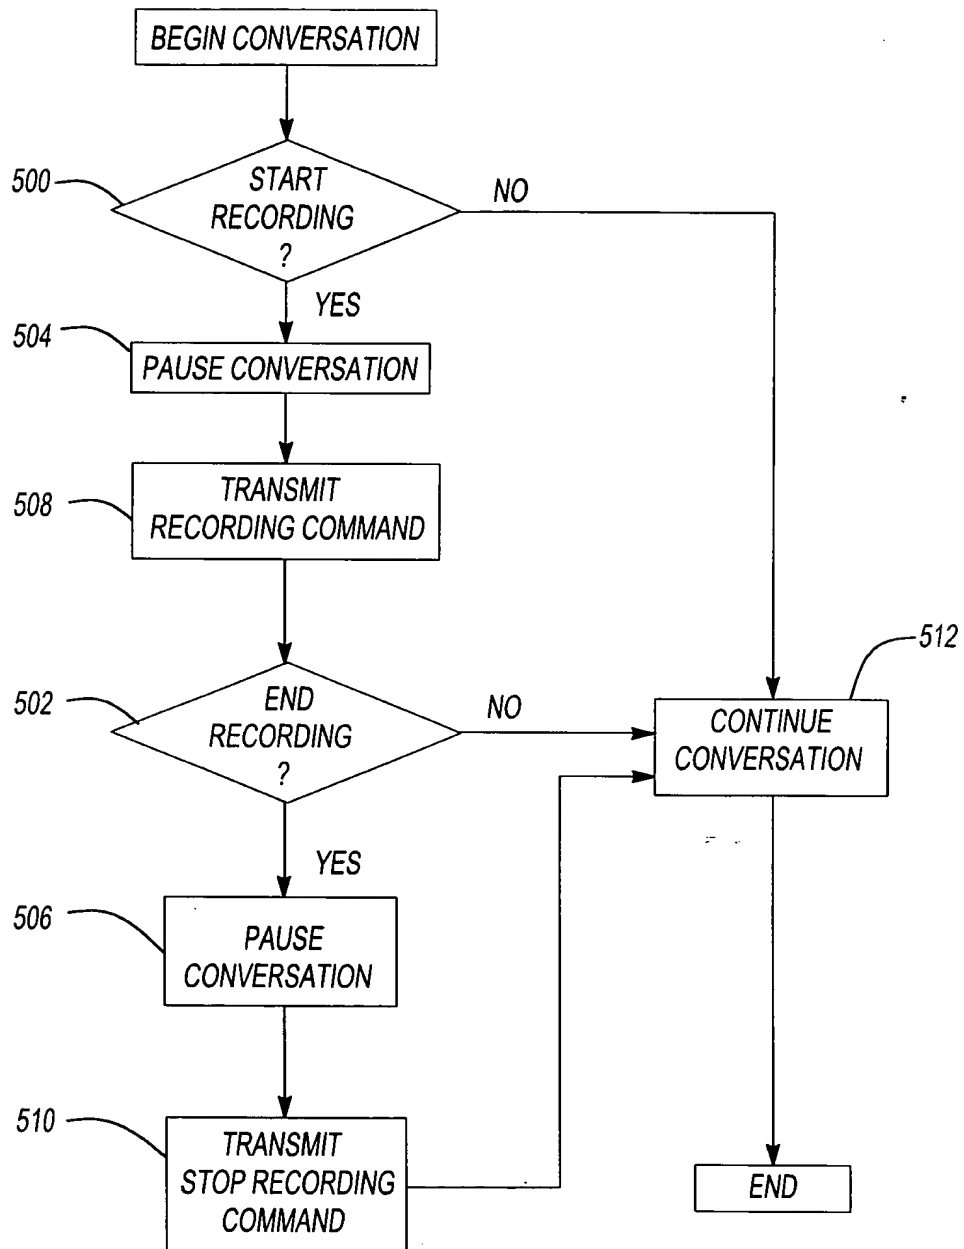 BEGIN CONVERSATION
500
START
RECORDING
?
NO
YES
504
PAUSE CONVERSATION
508
TRANSMIT
RECORDING COMMAND
502
END
RECORDING
?
NO
512
CONTINUE
CONVERSATION
YES
506
PAUSE
CONVERSATION
510
TRANSMIT
STOP RECORDING
COMMAND
END